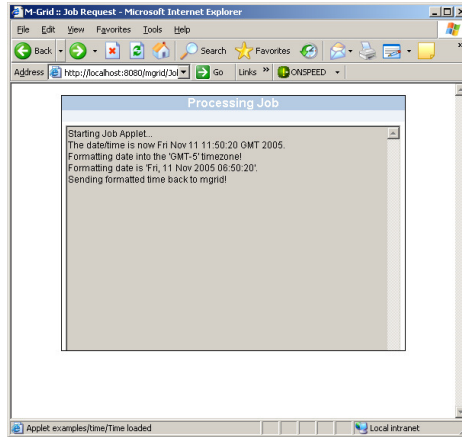 M-Grid :: Job Request - Microsoft Internet Explorer
File Edit View Favorites Tools Help
Back Search Favorites
Address http://localhost:8080/mgrid/Jol Go Links » ONSPEED
Processing Job
Starting Job Applet...
The date/time is now Fri Nov 11 11:50:20 GMT 2005.
Formatting date into the 'GMT-5' timezone!
Formatting date is 'Fri, 11 Nov 2005 06:50:20'.
Sending formatted time back to mgrid!
Applet examples/time/Time loaded Local intranet